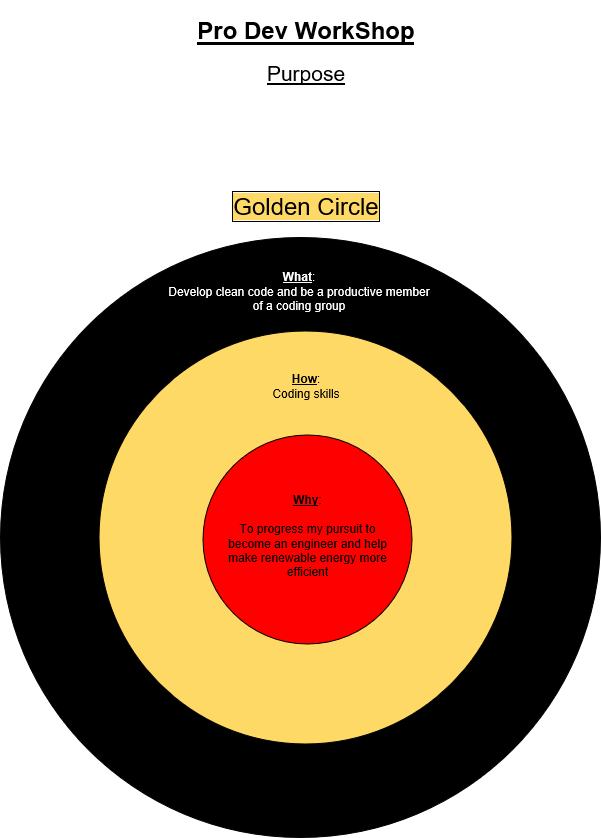 Pro Dev WorkShop
Purpose
Golden Circle
What:
Develop clean code and be a productive member
of a coding group
How:
Coding skills
Why:
To progress my pursuit to
become an engineer and help
make renewable energy more
efficient